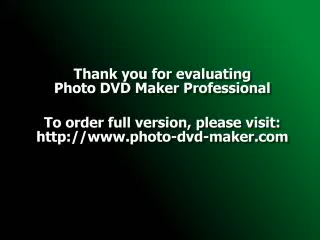 Thank you for evaluating
Photo DVD Maker Professional
To order full version, please visit:
http://www.photo-dvd-maker.com